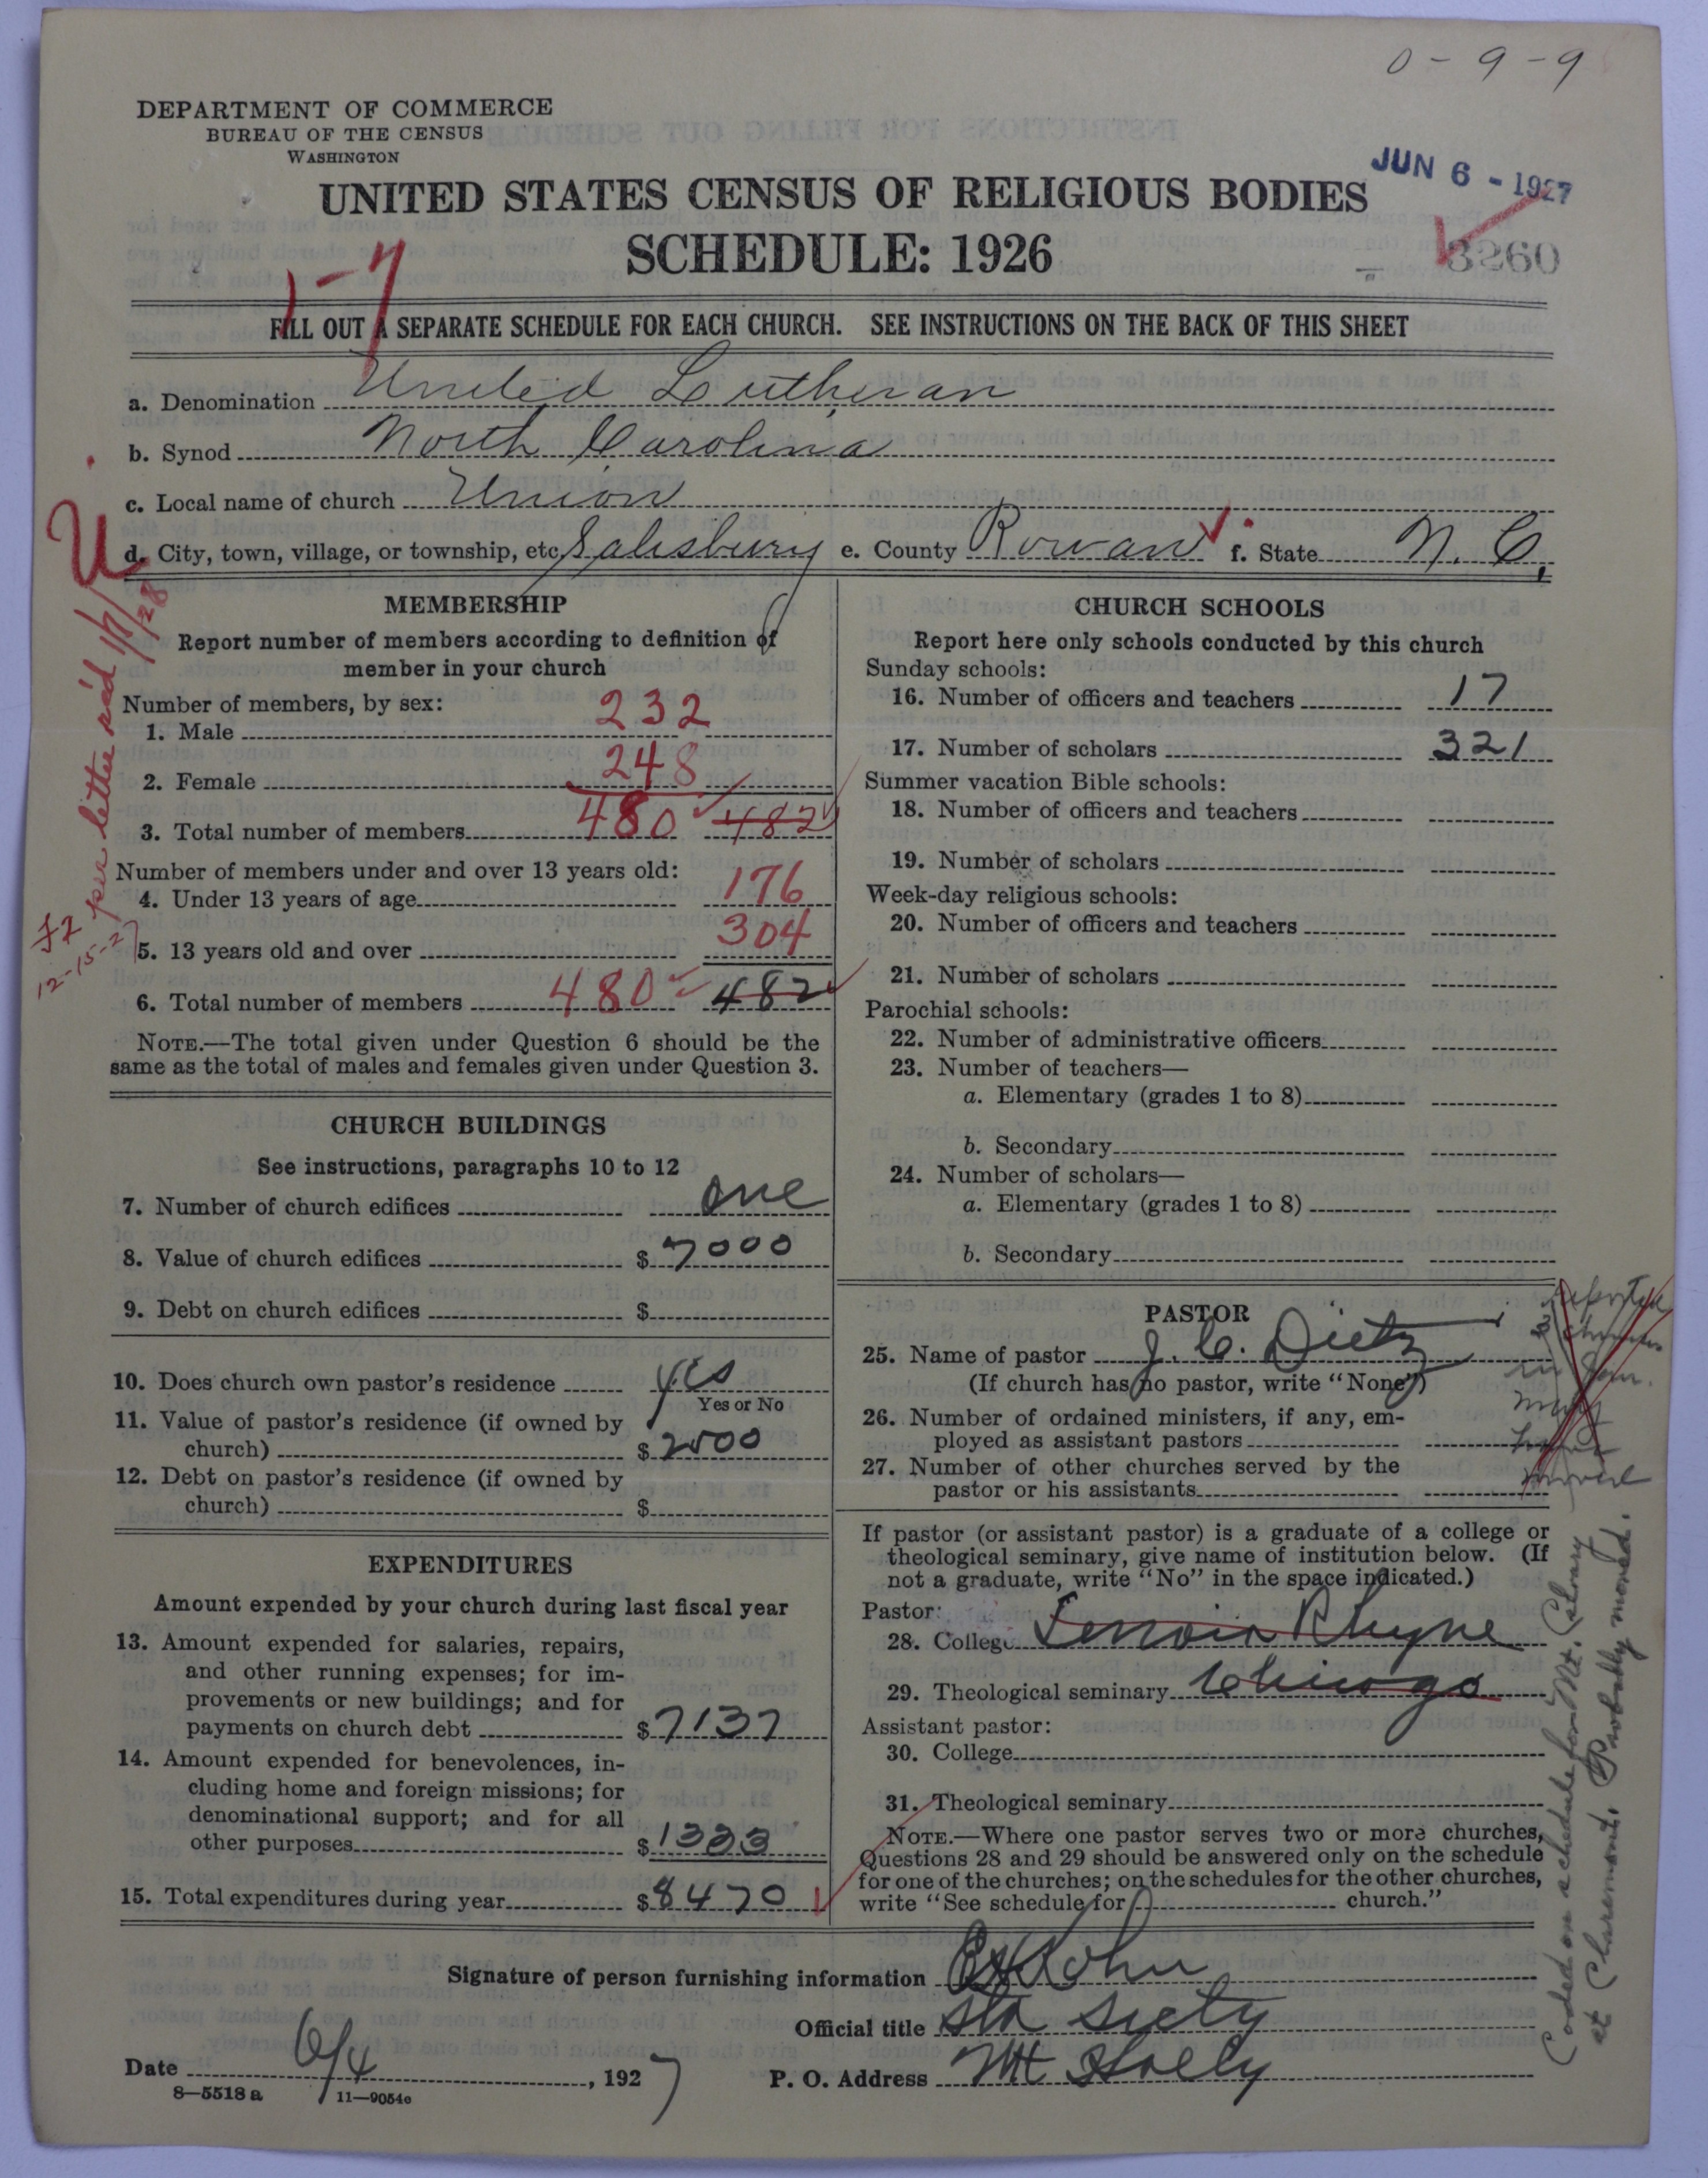 0-9-9
DEPARTMENT OF COMMERCE
BUREAU OF THE CENSUS
WASHINGTON
JUN 6 - 1927
UNITED STATES CENSUS OF RELIGIOUS BODIES
SCHEDULE: 1926
3260
1-7
FILL OUT A SEPARATE SCHEDULE FOR EACH CHURCH. SEE INSTRUCTIONS ON THE BACK OF THIS SHEET
a. Denomination United Lutheran
b. Synod North Carolina
c. Local name of church Union
d. City, town, village, or township, etc Salisbury e. County Rowan f. State N. C.
U
per letter rec'd 1/7/28
12-15-27
MEMBERSHIP
Report number of members according to definition of
member in your church
Number of members, by sex:
1. Male 232
2. Female 248
3. Total number of members 480 482
Number of members under and over 13 years old:
4. Under 13 years of age 176
5. 13 years old and over 304
6. Total number of members 480 482
NOTE.—The total given under Question 6 should be the
same as the total of males and females given under Question 3.
CHURCH BUILDINGS
See instructions, paragraphs 10 to 12
7. Number of church edifices one
8. Value of church edifices $7000
9. Debt on church edifices $
10. Does church own pastor's residence yes
Yes or No
11. Value of pastor's residence (if owned by
church) $2500
12. Debt on pastor's residence (if owned by
church) $
EXPENDITURES
Amount expended by your church during last fiscal year
13. Amount expended for salaries, repairs,
and other running expenses; for im-
provements or new buildings; and for
payments on church debt $7137
14. Amount expended for benevolences, in-
cluding home and foreign missions; for
denominational support; and for all
other purposes $1333
15. Total expenditures during year $8470
CHURCH SCHOOLS
Report here only schools conducted by this church
Sunday schools:
16. Number of officers and teachers 17
17. Number of scholars 321
Summer vacation Bible schools:
18. Number of officers and teachers
19. Number of scholars
Week-day religious schools:
20. Number of officers and teachers
21. Number of scholars
Parochial schools:
22. Number of administrative officers
23. Number of teachers—
a. Elementary (grades 1 to 8)
b. Secondary
24. Number of scholars—
a. Elementary (grades 1 to 8)
b. Secondary
PASTOR
25. Name of pastor J. C. Dietz
(If church has no pastor, write "None")
26. Number of ordained ministers, if any, em-
ployed as assistant pastors
27. Number of other churches served by the
pastor or his assistants
If pastor (or assistant pastor) is a graduate of a college or
theological seminary, give name of institution below. (If
not a graduate, write "No" in the space indicated.)
Pastor:
28. College Lenoir Rhyne
29. Theological seminary Chicago
Assistant pastor:
30. College
31. Theological seminary
NOTE.—Where one pastor serves two or more churches,
Questions 28 and 29 should be answered only on the schedule
for one of the churches; on the schedules for the other churches,
write "See schedule for church."
Coded on schedule for Mt. Calvary
at Claremont. Probably moved.
Signature of person furnishing information
Official title Sta Secty
Date 6/4, 1927 P. O. Address Mt Holly
8—5518 a 11—9054c